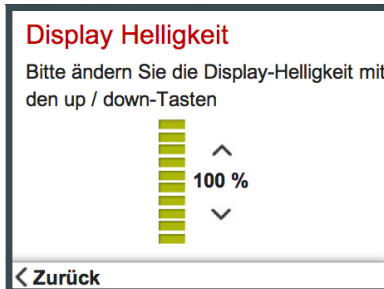 Display Helligkeit
Bitte ändern Sie die Display-Helligkeit mit
den up / down-Tasten
100 %
Zurück